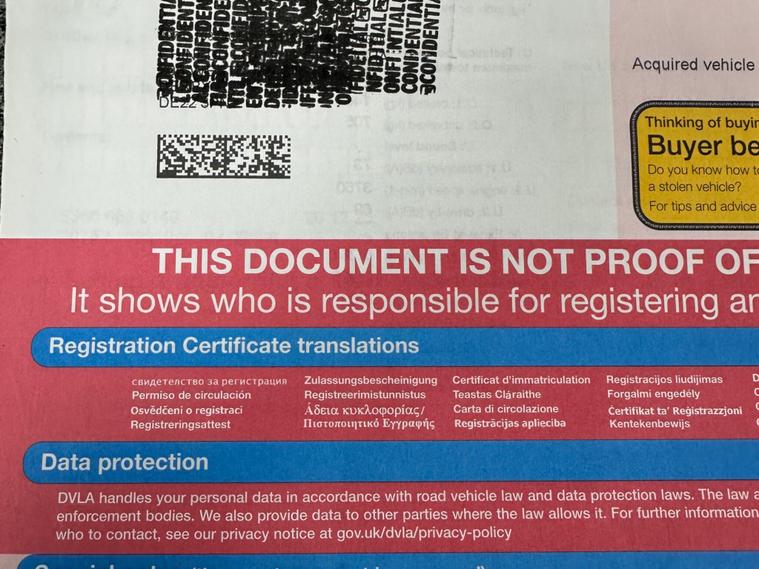 CONFIDENTIAL
DE22
Acquired vehicle
Thinking of buyin
Buyer be
Do you know how to
a stolen vehicle?
For tips and advice
THIS DOCUMENT IS NOT PROOF OF
It shows who is responsible for registering an
Registration Certificate translations
свидетелство за регистрация
Permiso de circulación
Osvědčení o registraci
Registreringsattest
Zulassungsbescheinigung
Registreerimistunnistus
Άδεια κυκλοφορίας/
Πιστοποιητικό Εγγραφής
Certificat d'immatriculation
Teastas Cláraithe
Carta di circolazione
Registrācijas apliecība
Registracijos liudijimas
Forgalmi engedély
Ċertifikat ta' Reġistrazzjoni
Kentekenbewijs
Data protection
DVLA handles your personal data in accordance with road vehicle law and data protection laws. The law a
enforcement bodies. We also provide data to other parties where the law allows it. For further information
who to contact, see our privacy notice at gov.uk/dvla/privacy-policy